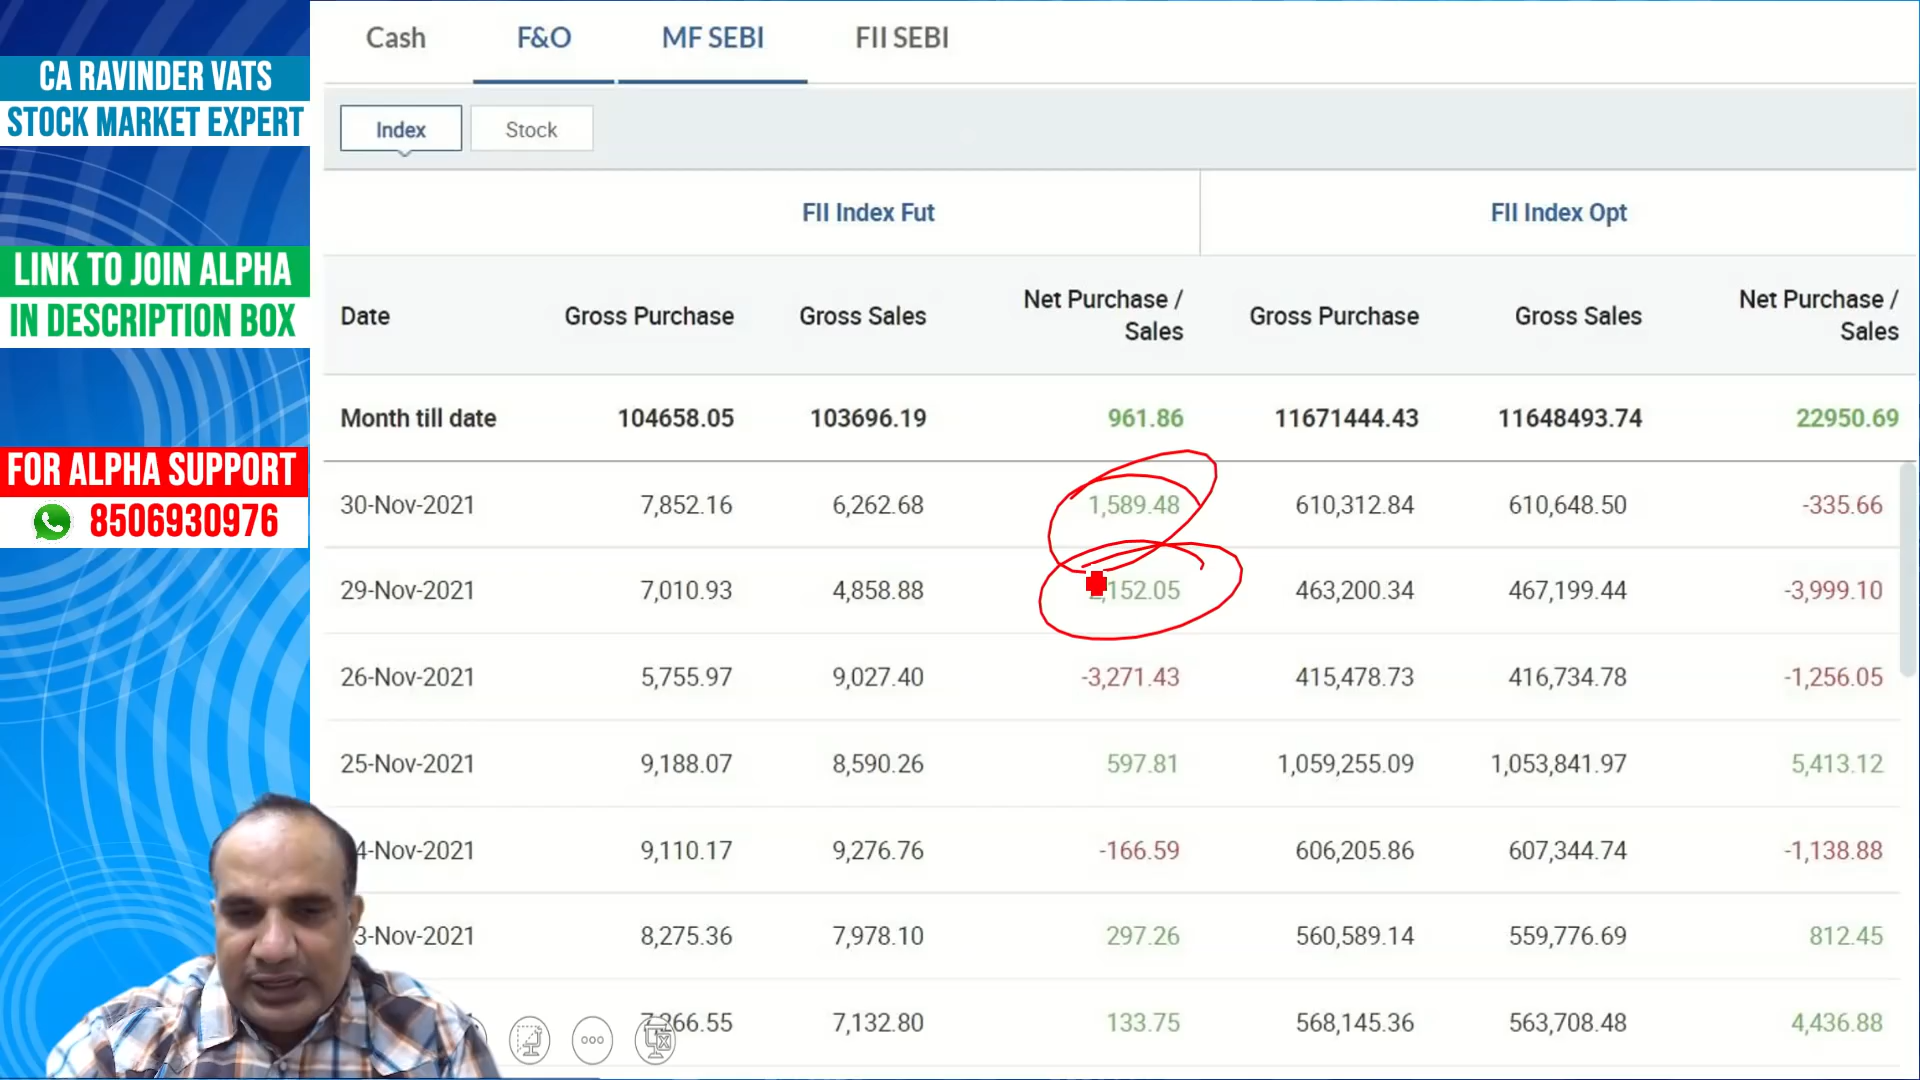 CA RAVINDER VATS
STOCK MARKET EXPERT
LINK TO JOIN ALPHA
IN DESCRIPTION BOX
FOR ALPHA SUPPORT
8506930976
Cash F&O MF SEBI FII SEBI
Index Stock
FII Index Fut FII Index Opt
Date Gross Purchase Gross Sales Net Purchase / Sales Gross Purchase Gross Sales Net Purchase / Sales
Month till date 104658.05 103696.19 961.86 11671444.43 11648493.74 22950.69
30-Nov-2021 7,852.16 6,262.68 1,589.48 610,312.84 610,648.50 -335.66
29-Nov-2021 7,010.93 4,858.88 ,152.05 463,200.34 467,199.44 -3,999.10
26-Nov-2021 5,755.97 9,027.40 -3,271.43 415,478.73 416,734.78 -1,256.05
25-Nov-2021 9,188.07 8,590.26 597.81 1,059,255.09 1,053,841.97 5,413.12
4-Nov-2021 9,110.17 9,276.76 -166.59 606,205.86 607,344.74 -1,138.88
3-Nov-2021 8,275.36 7,978.10 297.26 560,589.14 559,776.69 812.45
7,266.55 7,132.80 133.75 568,145.36 563,708.48 4,436.88